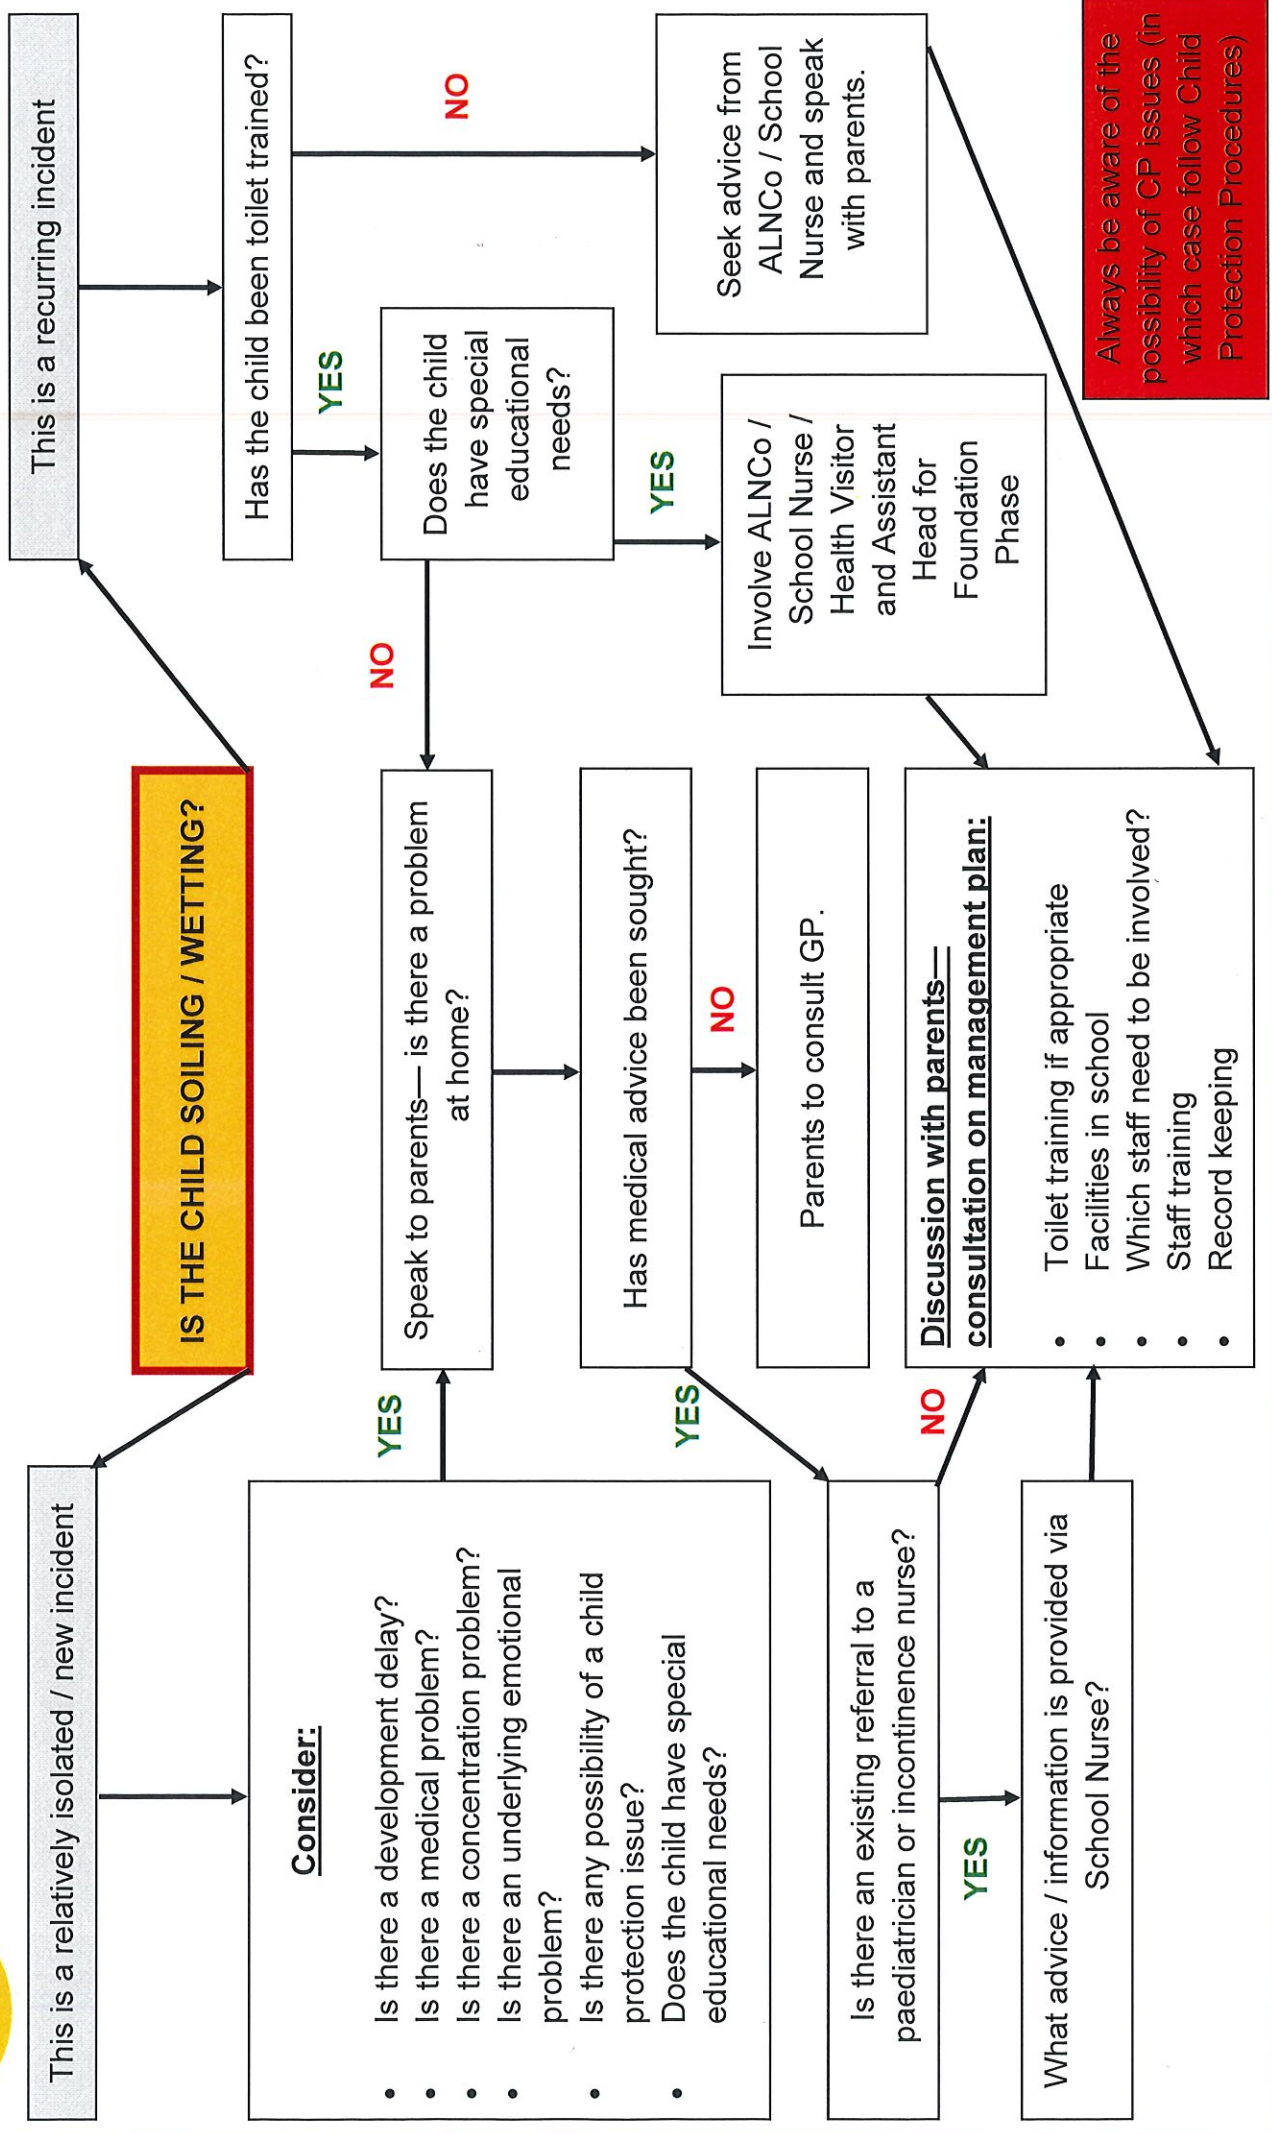 IS THE CHILD SOILING / WETTING?
This is a relatively isolated / new incident
This is a recurring incident
Consider:
• Is there a development delay?
• Is there a medical problem?
• Is there a concentration problem?
• Is there an underlying emotional
problem?
• Is there any possibility of a child
protection issue?
• Does the child have special
educational needs?
YES
Speak to parents— is there a problem
at home?
NO
Has the child been toilet trained?
YES
NO
Does the child
have special
educational
needs?
YES
Seek advice from
ALNCo / School
Nurse and speak
with parents.
Has medical advice been sought?
YES
NO
Parents to consult GP.
Involve ALNCo /
School Nurse /
Health Visitor
and Assistant
Head for
Foundation
Phase
Is there an existing referral to a
paediatrician or incontinence nurse?
NO
YES
What advice / information is provided via
School Nurse?
Discussion with parents—
consultation on management plan:
• Toilet training if appropriate
• Facilities in school
• Which staff need to be involved?
• Staff training
• Record keeping
Always be aware of the
possibility of CP issues (in
which case follow Child
Protection Procedures)